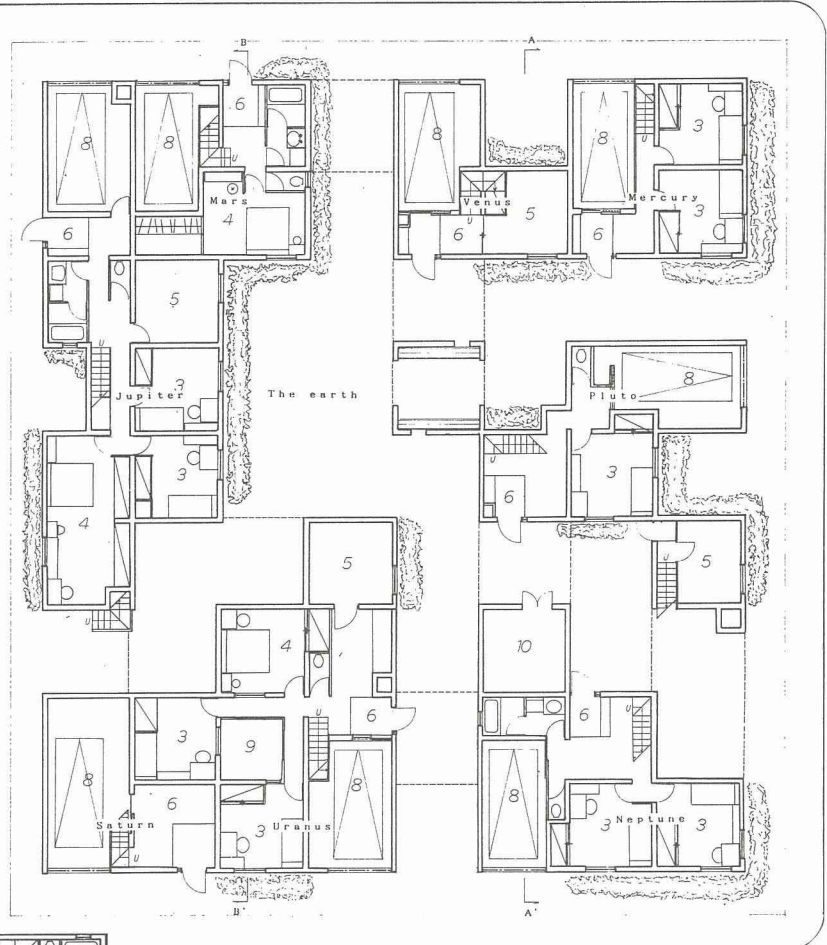 B A
8 8 6 8 8 3
U
Mars 4 Venus 5 Mercury 3
U
6 6 6
5
U
Jupiter 3 The earth Pluto 8
3 3
U
4 6
5 5
U
U
4 10
6 6 U
3 9 U
8 8 8
6
Saturn U 3 Uranus 3 Neptune 3
B' A'